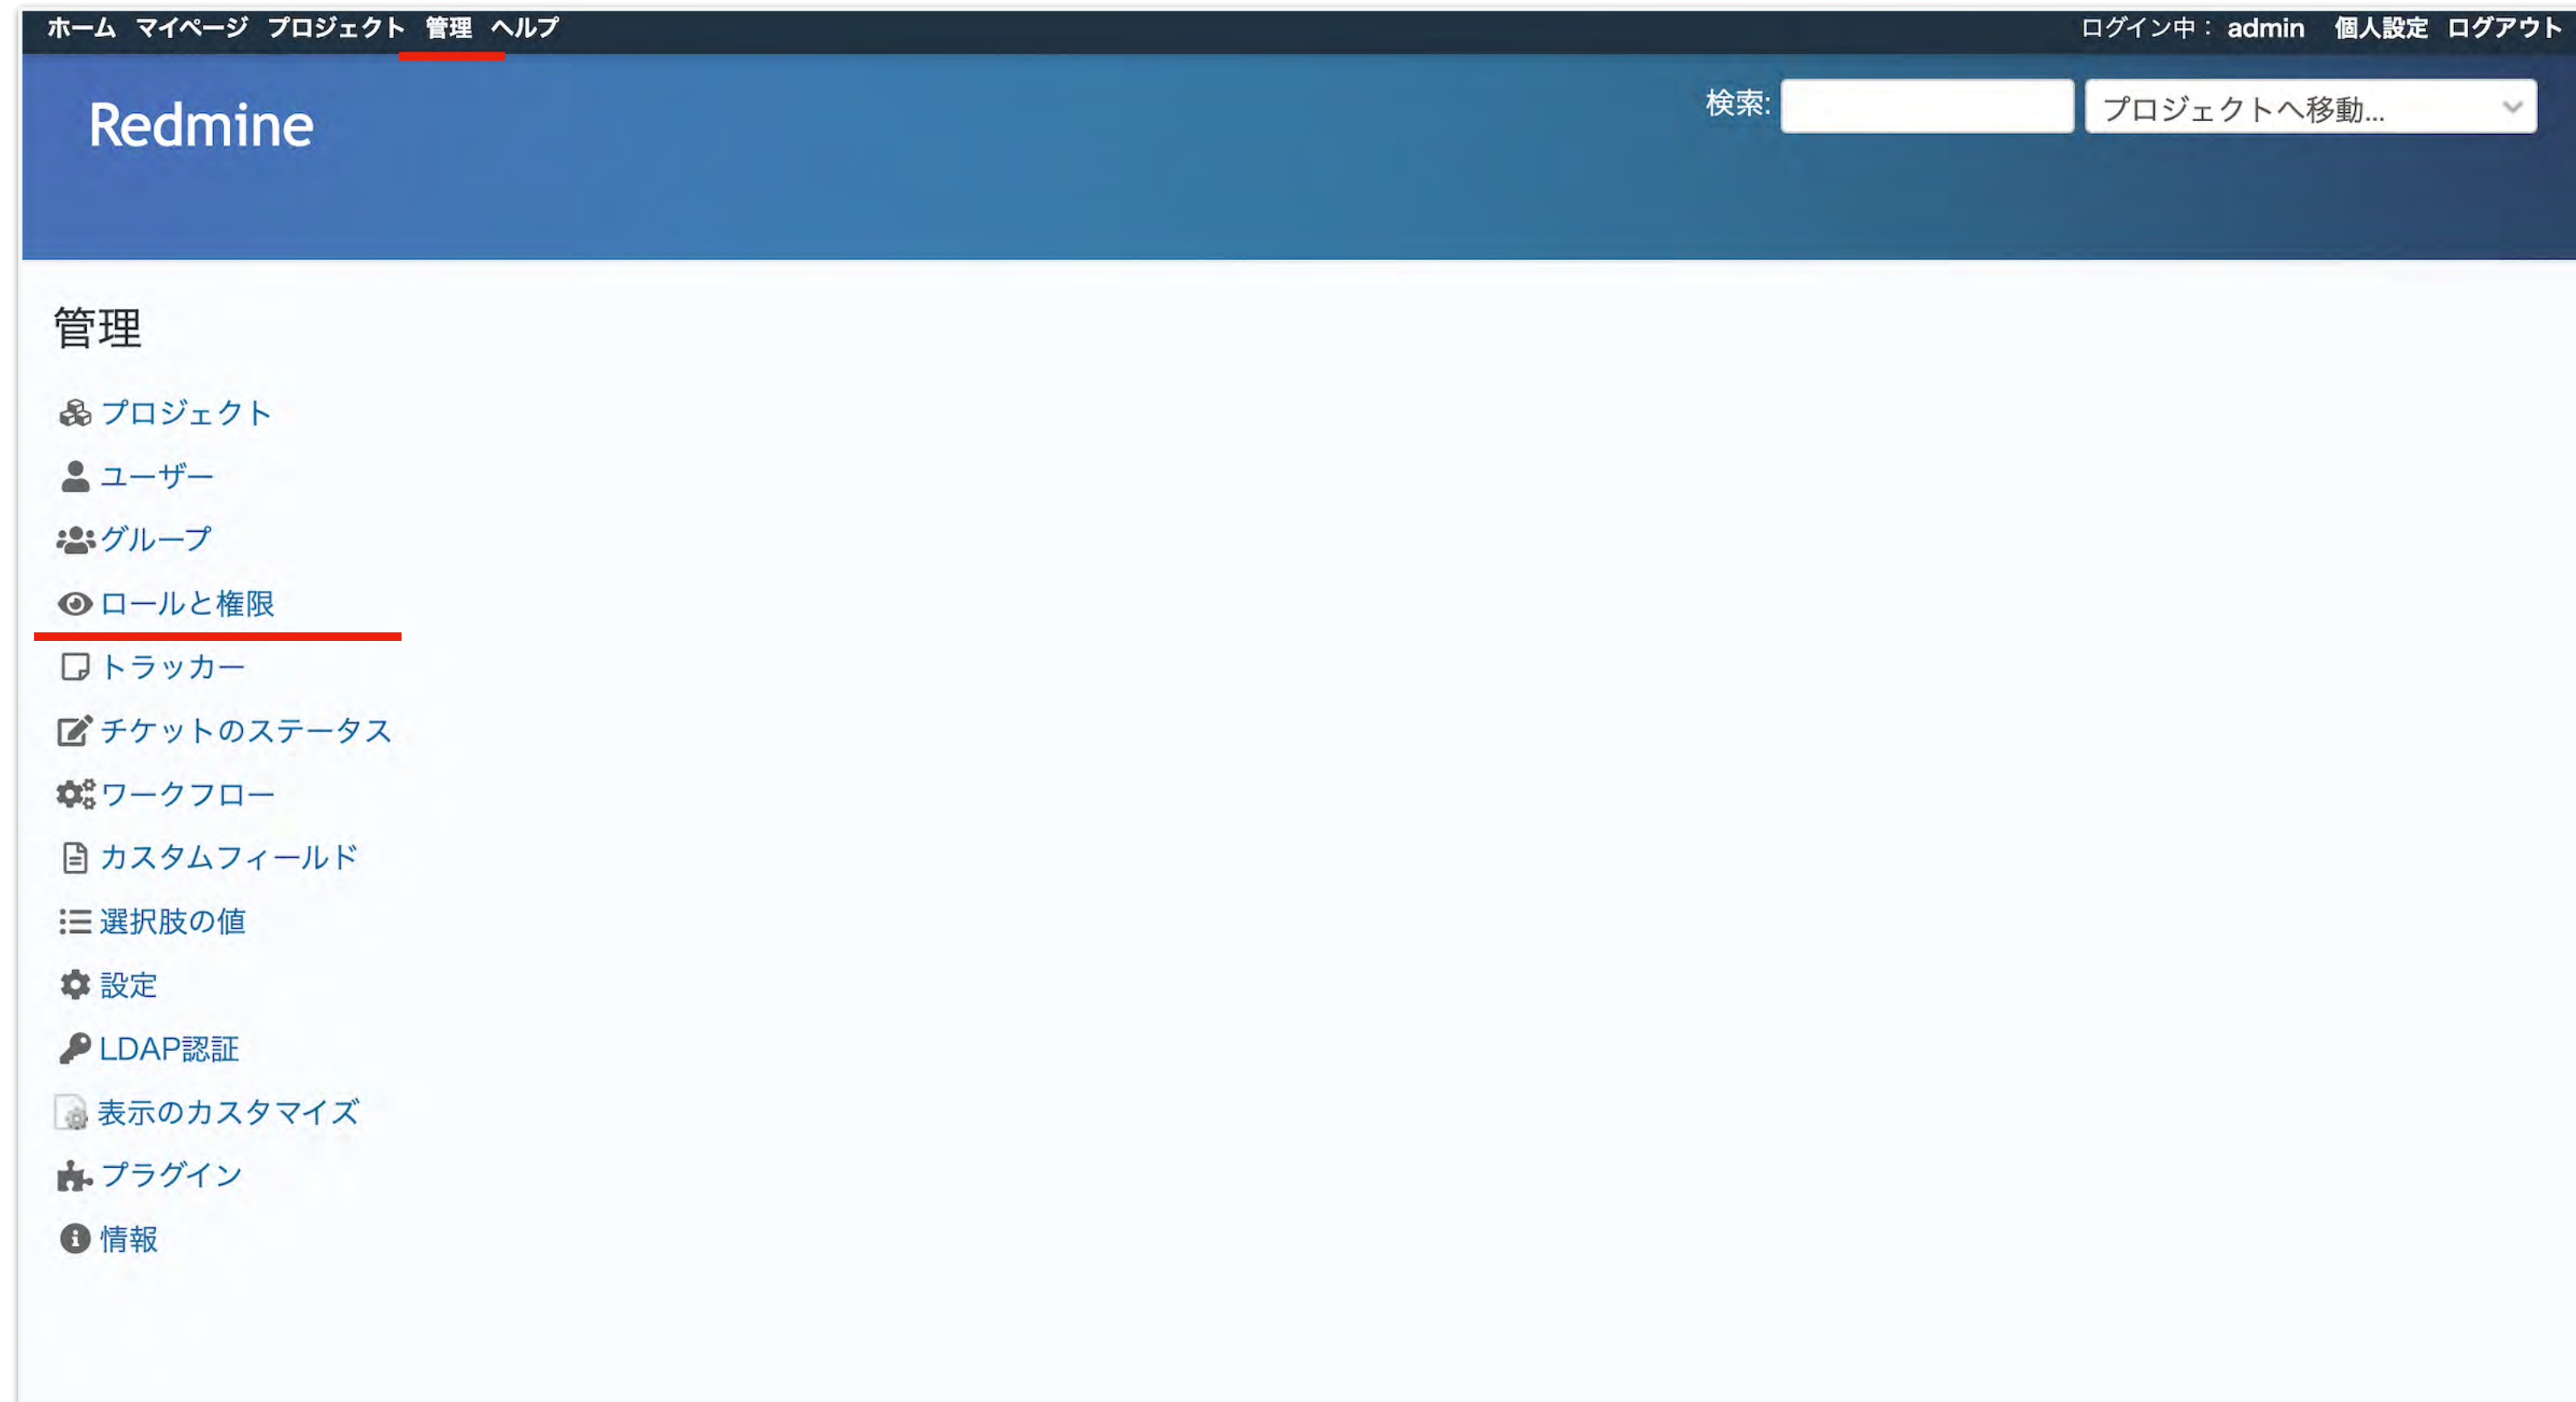 ホーム マイページ プロジェクト 管理 ヘルプ ログイン中： admin 個人設定 ログアウト
Redmine
検索: プロジェクトへ移動...
管理
プロジェクト
ユーザー
グループ
ロールと権限
トラッカー
チケットのステータス
ワークフロー
カスタムフィールド
選択肢の値
設定
LDAP認証
表示のカスタマイズ
プラグイン
情報